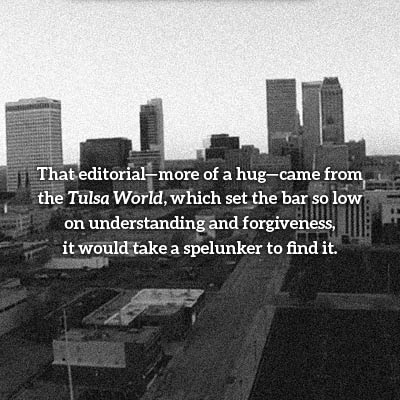 That editorial—more of a hug—came from
the Tulsa World, which set the bar so low
on understanding and forgiveness,
it would take a spelunker to find it.